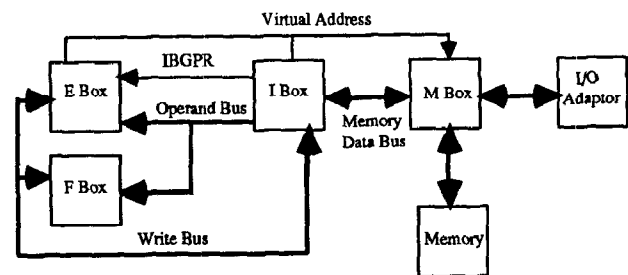 Virtual Address
IBGPR
E Box
I Box
M Box
I/O
Adaptor
Operand Bus
Memory
Data Bus
F Box
Write Bus
Memory